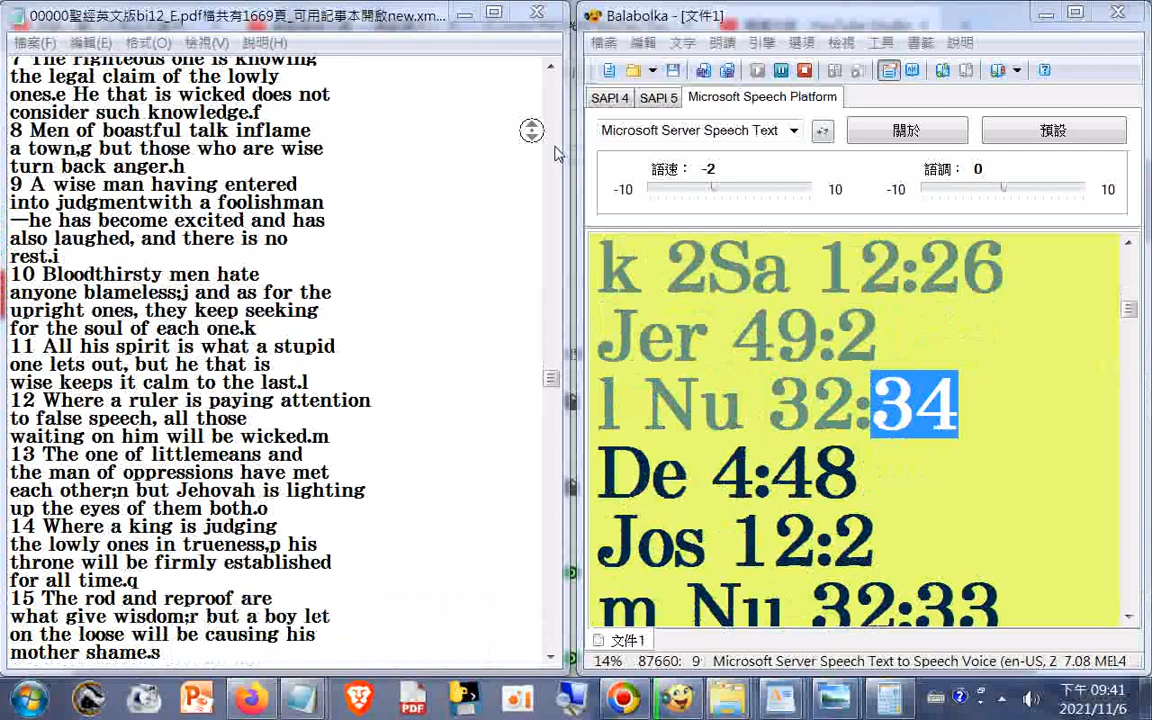 00000聖經英文版bi12_E.pdf檔共有1669頁_可用記事本開啟new.xm...
檔案(F) 編輯(E) 格式(O) 檢視(V) 說明(H)
7 The righteous one is knowing
the legal claim of the lowly
ones.e He that is wicked does not
consider such knowledge.f
8 Men of boastful talk inflame
a town,g but those who are wise
turn back anger.h
9 A wise man having entered
into judgmentwith a foolishman
—he has become excited and has
also laughed, and there is no
rest.i
10 Bloodthirsty men hate
anyone blameless;j and as for the
upright ones, they keep seeking
for the soul of each one.k
11 All his spirit is what a stupid
one lets out, but he that is
wise keeps it calm to the last.l
12 Where a ruler is paying attention
to false speech, all those
waiting on him will be wicked.m
13 The one of littlemeans and
the man of oppressions have met
each other;n but Jehovah is lighting
up the eyes of them both.o
14 Where a king is judging
the lowly ones in trueness,p his
throne will be firmly established
for all time.q
15 The rod and reproof are
what give wisdom;r but a boy let
on the loose will be causing his
mother shame.s
Balabolka - [文件1]
檔案 編輯 文字 朗讀 引擎 選項 檢視 工具 書籤 說明
SAPI 4 SAPI 5 Microsoft Speech Platform
Microsoft Server Speech Text 關於 預設
語速： -2 語調： 0
-10 10 -10 10
k 2Sa 12:26
Jer 49:2
l Nu 32:34
De 4:48
Jos 12:2
m Nu 32:33
文件1
14% 87660: 9 Microsoft Server Speech Text to Speech Voice (en-US, Z 7.08 ME
下午 09:41
2021/11/6